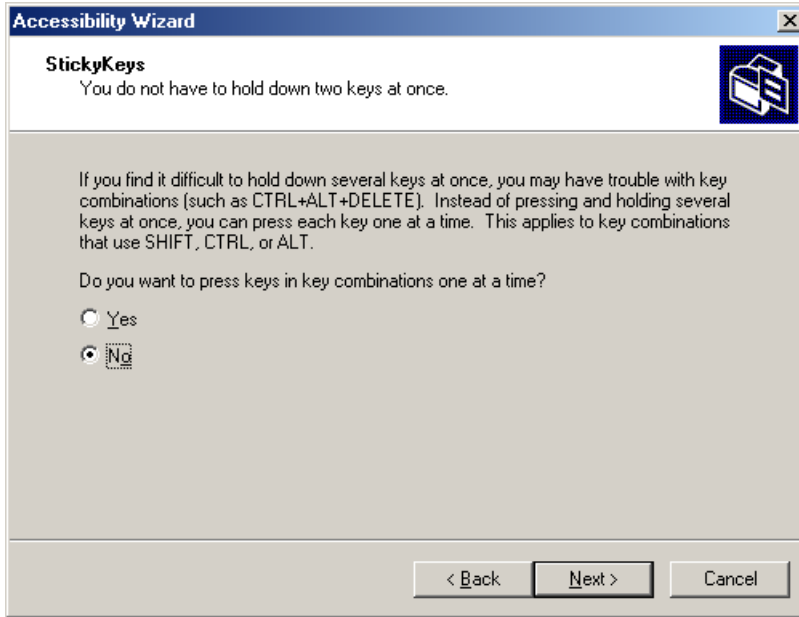 Accessibility Wizard
StickyKeys
You do not have to hold down two keys at once.
If you find it difficult to hold down several keys at once, you may have trouble with key
combinations (such as CTRL+ALT+DELETE). Instead of pressing and holding several
keys at once, you can press each key one at a time. This applies to key combinations
that use SHIFT, CTRL, or ALT.
Do you want to press keys in key combinations one at a time?
Yes
No
< Back Next > Cancel